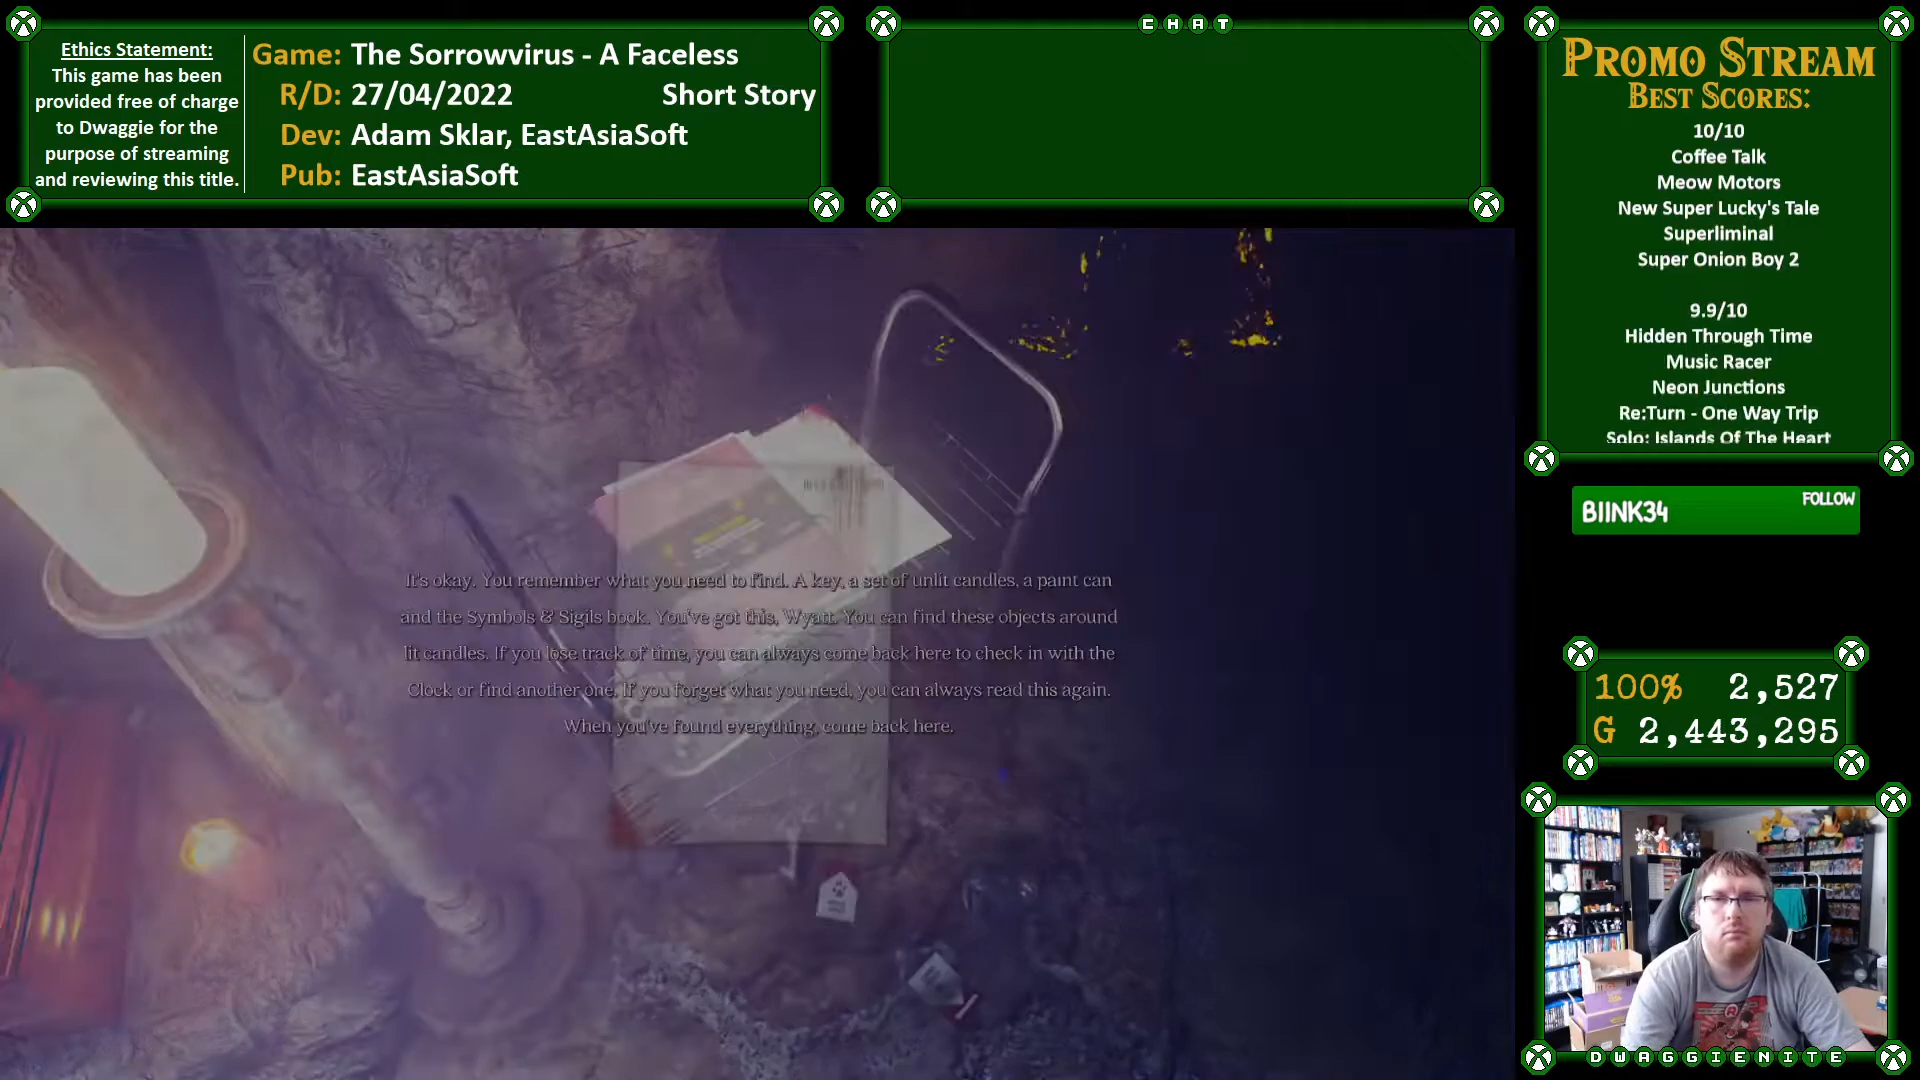 Ethics Statement:
This game has been
provided free of charge
to Dwaggie for the
purpose of streaming
and reviewing this title.
Game: The Sorrowvirus - A Faceless
R/D: 27/04/2022 Short Story
Dev: Adam Sklar, EastAsiaSoft
Pub: EastAsiaSoft
CHAT
PROMO STREAM
BEST SCORES:
10/10
Coffee Talk
Meow Motors
New Super Lucky's Tale
Superliminal
Super Onion Boy 2
9.9/10
Hidden Through Time
Music Racer
Neon Junctions
Re:Turn - One Way Trip
Solo: Islands Of The Heart
BIINK34 FOLLOW
It's okay. You remember what you need to find. A key, a set of unlit candles, a paint can
and the Symbols & Sigils book. You've got this, Wyatt. You can find these objects around
lit candles. If you lose track of time, you can always come back here to check in with the
Clock or find another one. If you forget what you need, you can always read this again.
When you've found everything, come back here.
100% 2,527
G 2,443,295
DWAGGIENITE